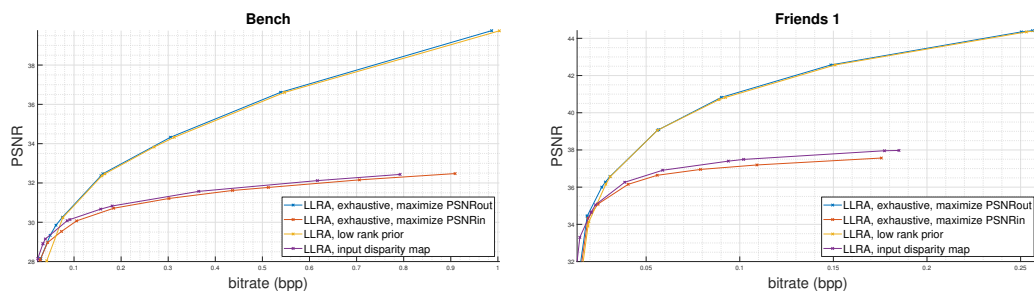 Bench
PSNR
38
36
34
32
30
28
0.1
0.2
0.3
0.4
0.5
0.6
0.7
0.8
0.9
1
bitrate (bpp)
LLRA, exhaustive, maximize PSNRout
LLRA, exhaustive, maximize PSNRin
LLRA, low rank prior
LLRA, input disparity map
Friends 1
PSNR
44
42
40
38
36
34
32
0.05
0.1
0.15
0.2
0.25
bitrate (bpp)
LLRA, exhaustive, maximize PSNRout
LLRA, exhaustive, maximize PSNRin
LLRA, low rank prior
LLRA, input disparity map